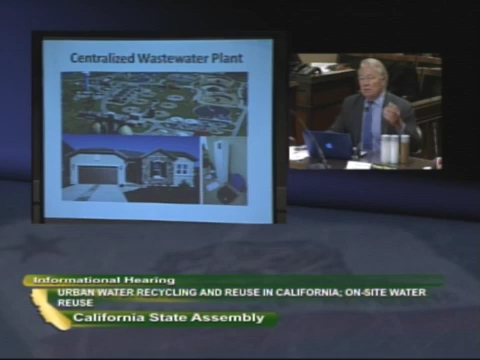 Centralized Wastewater Plant
Informational Hearing
URBAN WATER RECYCLING AND REUSE IN CALIFORNIA; ON-SITE WATER
REUSE
California State Assembly